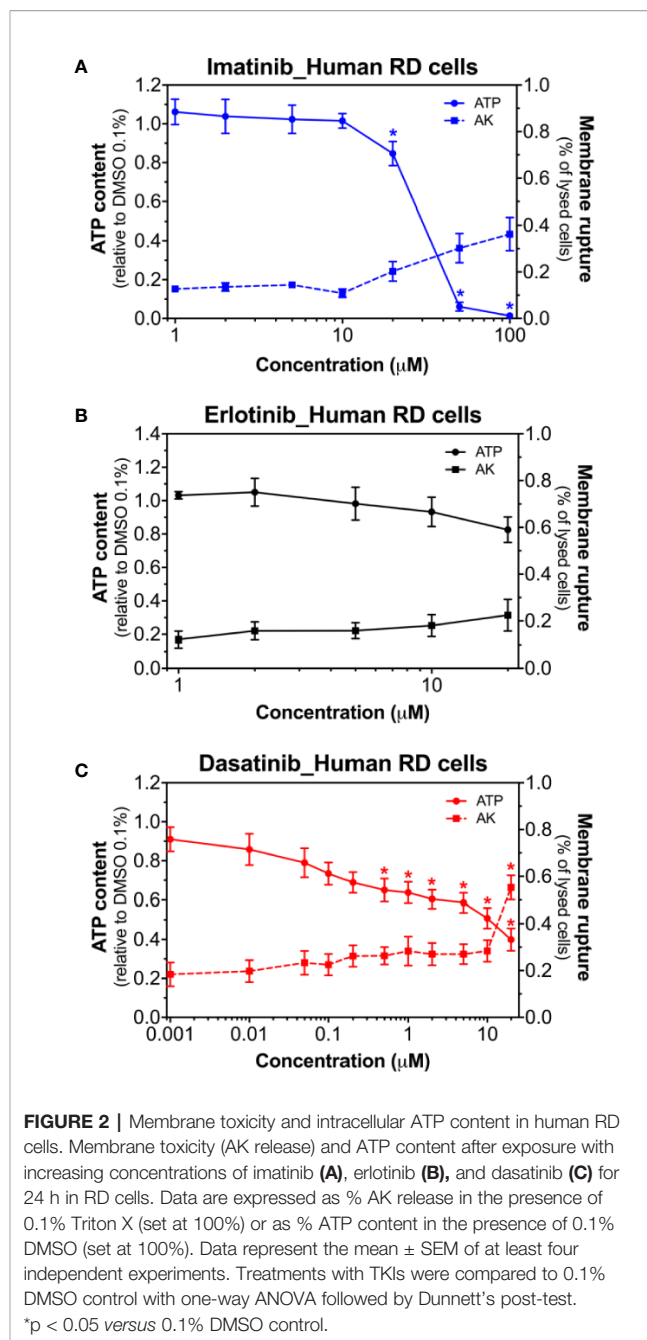 A
Imatinib_Human RD cells
ATP
AK
ATP content
(relative to DMSO 0.1%)
1.2
1.0
0.8
0.6
0.4
0.2
0.0
1.0
0.8
0.6
0.4
0.2
0.0
Membrane rupture
(% of lysed cells)
*
*
*
1
10
100
Concentration (μM)
B
Erlotinib_Human RD cells
ATP
AK
ATP content
(relative to DMSO 0.1%)
1.4
1.2
1.0
0.8
0.6
0.4
0.2
0.0
1.0
0.8
0.6
0.4
0.2
0.0
Membrane rupture
(% of lysed cells)
1
10
Concentration (μM)
C
Dasatinib_Human RD cells
ATP
AK
ATP content
(relative to DMSO 0.1%)
1.2
1.0
0.8
0.6
0.4
0.2
0.0
1.0
0.8
0.6
0.4
0.2
0.0
Membrane rupture
(% of lysed cells)
* * * * * *
*
0.001
0.01
0.1
1
10
Concentration (μM)
FIGURE 2 | Membrane toxicity and intracellular ATP content in human RD
cells. Membrane toxicity (AK release) and ATP content after exposure with
increasing concentrations of imatinib (A), erlotinib (B), and dasatinib (C) for
24 h in RD cells. Data are expressed as % AK release in the presence of
0.1% Triton X (set at 100%) or as % ATP content in the presence of 0.1%
DMSO (set at 100%). Data represent the mean ± SEM of at least four
independent experiments. Treatments with TKIs were compared to 0.1%
DMSO control with one-way ANOVA followed by Dunnett's post-test.
*p < 0.05 versus 0.1% DMSO control.